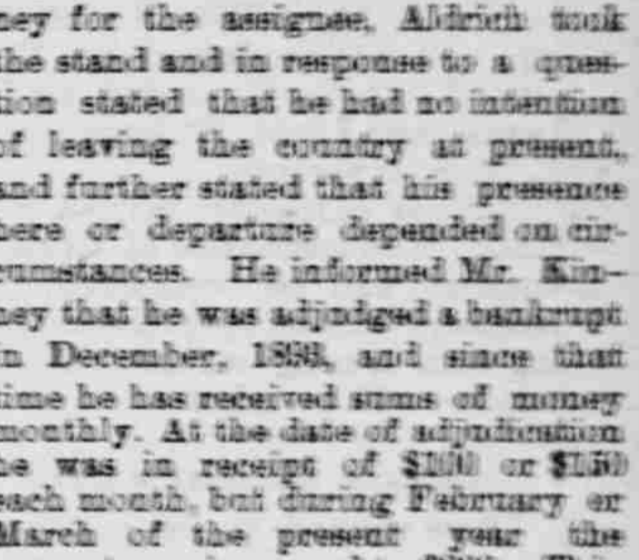 ney for the assignee, Aldrich took
the stand and in response to a ques-
tion stated that he had no intention
of leaving the country at present,
and further stated that his presence
here or departure depended on cir-
cumstances. He informed Mr. Kin-
ney that he was adjudged a bankrupt
in December, and since that
time he has received sums of money
monthly. At the date of adjudication
he was in receipt of $100 or $150
each month, but during February or
March of the present year the